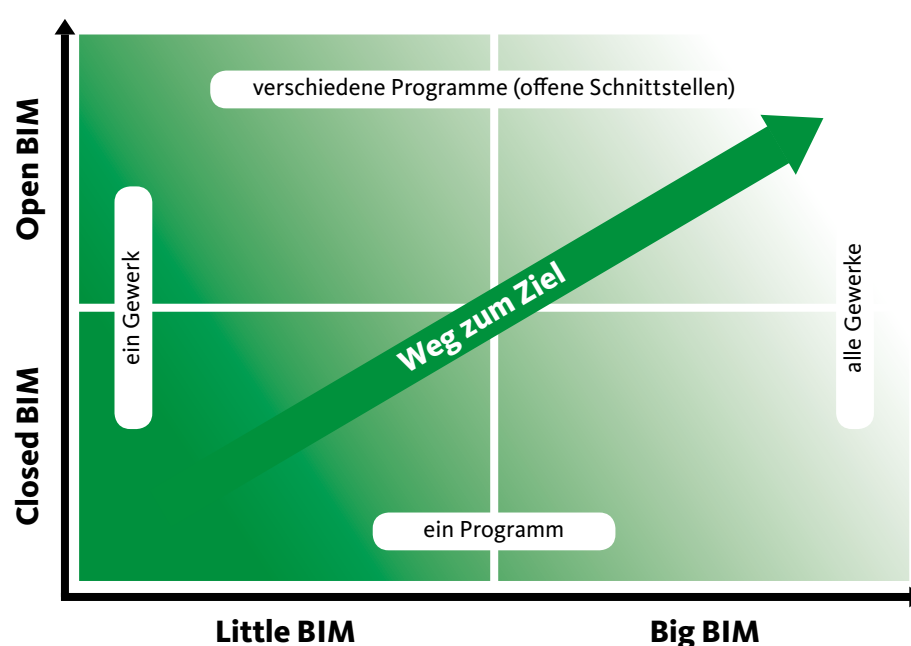 verschiedene Programme (offene Schnittstellen)
Open BIM
ein Gewerk
alle Gewerke
Weg zum Ziel
Closed BIM
ein Programm
Little BIM
Big BIM